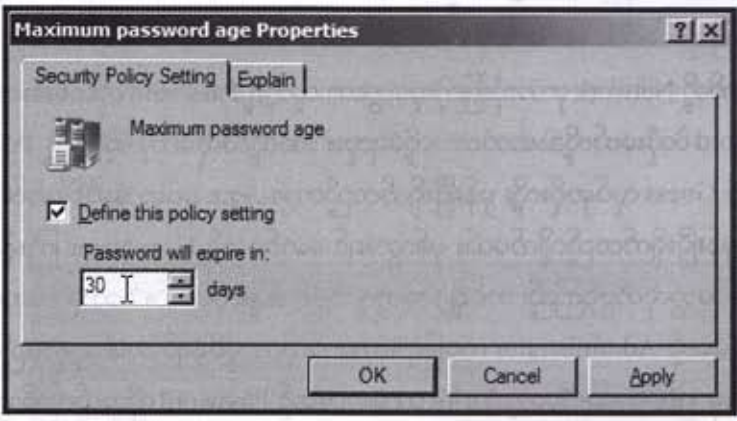 Maximum password age Properties
Security Policy Setting
Explain
Maximum password age
Define this policy setting
Password will expire in:
30 days
OK
Cancel
Apply